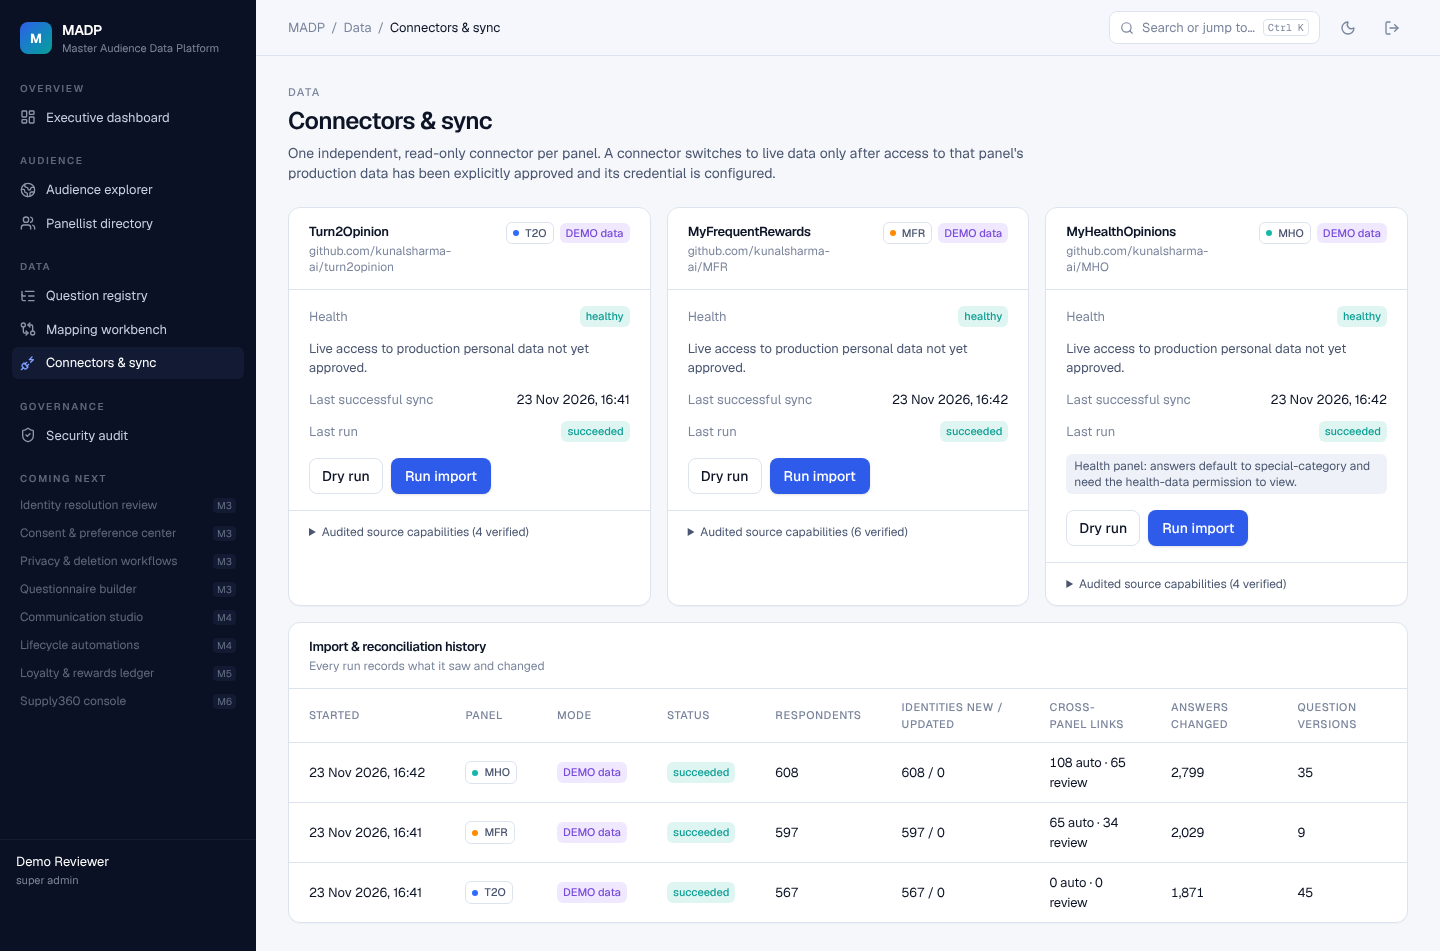 M
MADP
Master Audience Data Platform
OVERVIEW
Executive dashboard
AUDIENCE
Audience explorer
Panellist directory
DATA
Question registry
Mapping workbench
Connectors & sync
GOVERNANCE
Security audit
COMING NEXT
Identity resolution review M3
Consent & preference center M3
Privacy & deletion workflows M3
Questionnaire builder M3
Communication studio M4
Lifecycle automations M4
Loyalty & rewards ledger M5
Supply360 console M6
Demo Reviewer
super admin
MADP / Data / Connectors & sync
Search or jump to... Ctrl K
DATA
Connectors & sync
One independent, read-only connector per panel. A connector switches to live data only after access to that panel's
production data has been explicitly approved and its credential is configured.
Turn2Opinion T2O DEMO data
github.com/kunalsharma-
ai/turn2opinion
Health healthy
Live access to production personal data not yet
approved.
Last successful sync 23 Nov 2026, 16:41
Last run succeeded
Dry run Run import
Audited source capabilities (4 verified)
MyFrequentRewards MFR DEMO data
github.com/kunalsharma-
ai/MFR
Health healthy
Live access to production personal data not yet
approved.
Last successful sync 23 Nov 2026, 16:42
Last run succeeded
Dry run Run import
Audited source capabilities (6 verified)
MyHealthOpinions MHO DEMO data
github.com/kunalsharma-
ai/MHO
Health healthy
Live access to production personal data not yet
approved.
Last successful sync 23 Nov 2026, 16:42
Last run succeeded
Health panel: answers default to special-category and
need the health-data permission to view.
Dry run Run import
Audited source capabilities (4 verified)
Import & reconciliation history
Every run records what it saw and changed
STARTED PANEL MODE STATUS RESPONDENTS IDENTITIES NEW / UPDATED CROSS-PANEL LINKS ANSWERS CHANGED QUESTION VERSIONS
23 Nov 2026, 16:42 MHO DEMO data succeeded 608 608 / 0 108 auto · 65 review 2,799 35
23 Nov 2026, 16:41 MFR DEMO data succeeded 597 597 / 0 65 auto · 34 review 2,029 9
23 Nov 2026, 16:41 T2O DEMO data succeeded 567 567 / 0 0 auto · 0 review 1,871 45